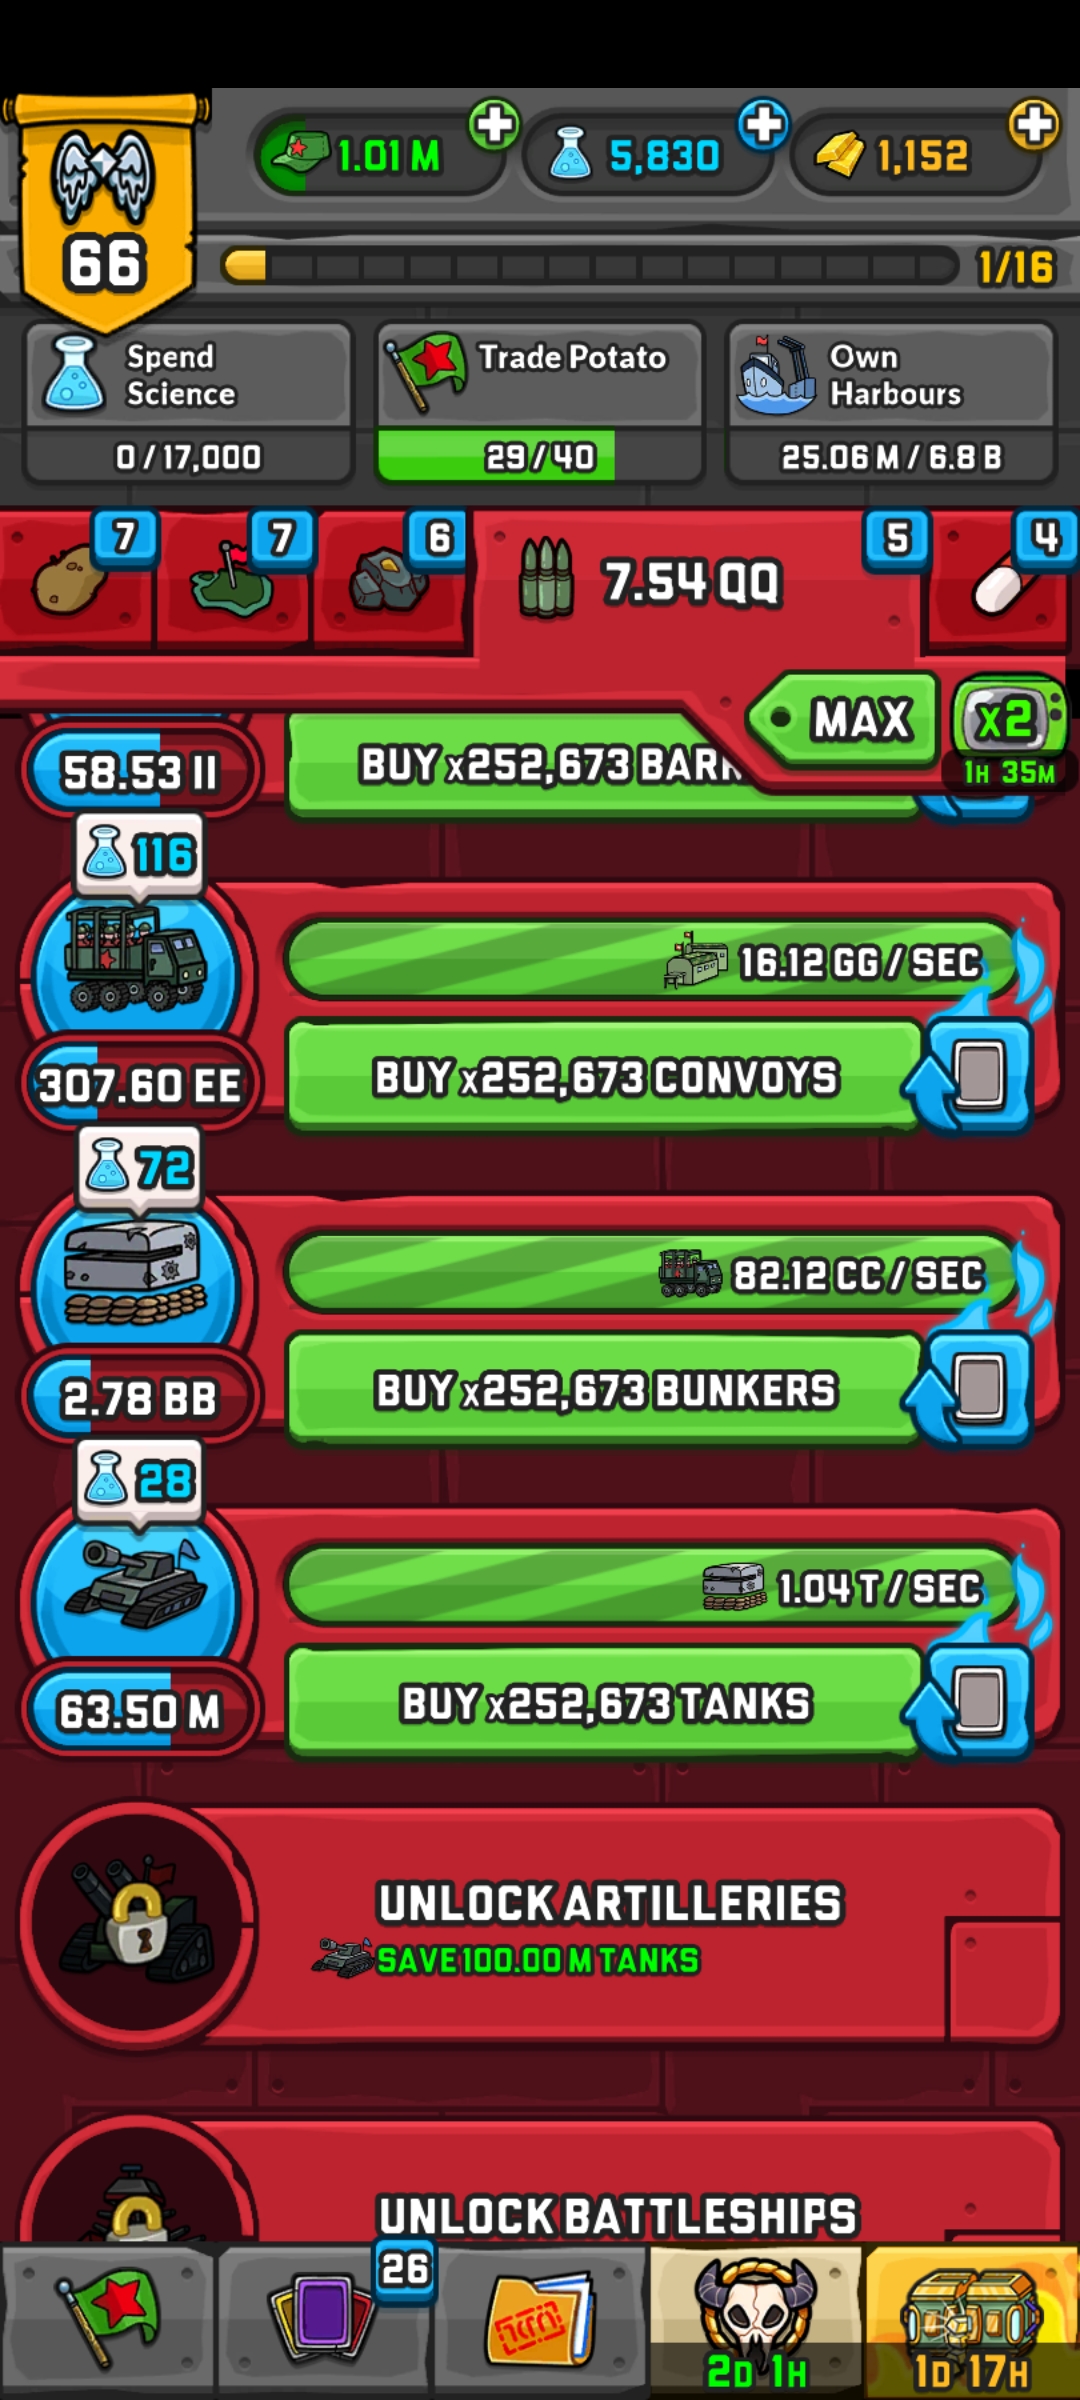 1.01 M
5,830
1,152
66
1/16
Spend
Science
0 / 17,000
Trade Potato
29 / 40
Own
Harbours
25.06 M / 6.8 B
7
7
6
7.54 QQ
5
4
MAX
X2
1H 35M
58.53 II
BUY x252,673
116
16.12 GG / SEC
307.60 EE
BUY x252,673 CONVOYS
72
82.12 CC / SEC
2.78 BB
BUY x252,673 BUNKERS
28
1.04 T / SEC
63.50 M
BUY x252,673 TANKS
UNLOCK ARTILLERIES
SAVE 100.00 M TANKS
UNLOCK BATTLESHIPS
26
2D 1H
1D 17H